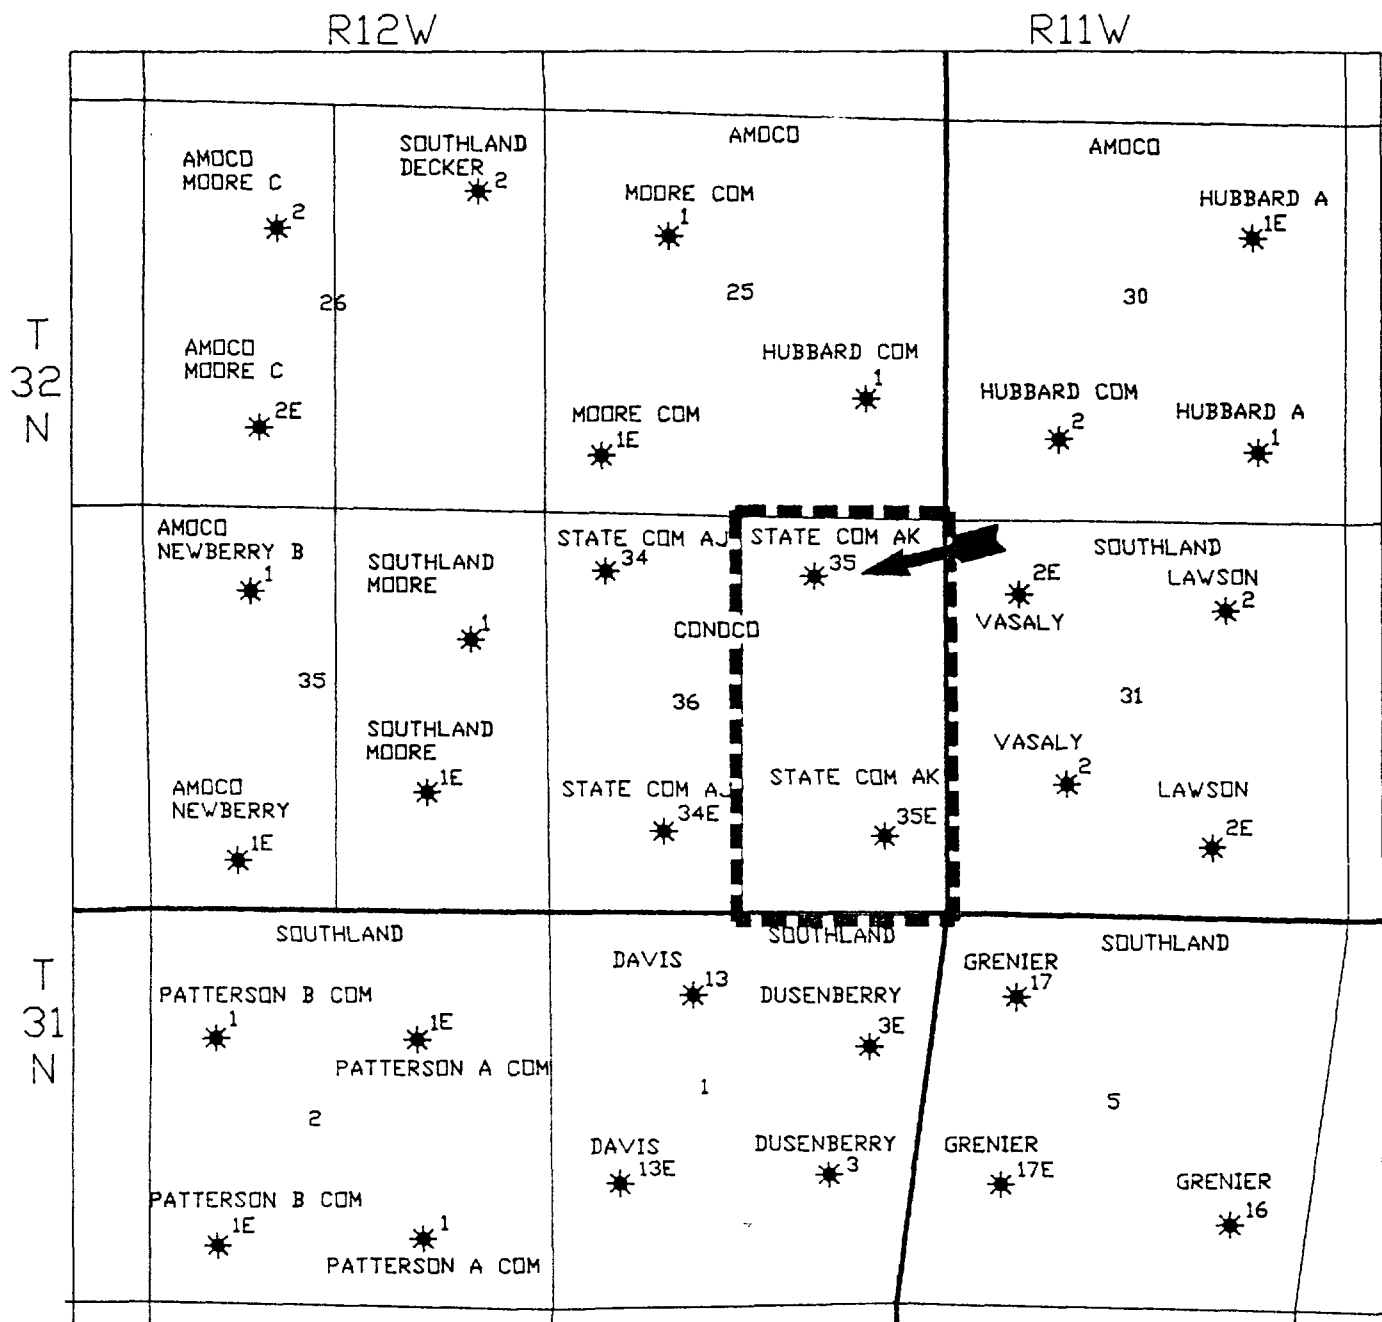 R12W
R11W
AMOCO
AMOCO
SOUTHLAND
DECKER
2
AMOCO
MOORE C
2
MOORE COM
1
HUBBARD A
1E
26
25
30
T
32
N
AMOCO
MOORE C
2E
HUBBARD COM
1
HUBBARD COM
2
HUBBARD A
1
MOORE COM
1E
AMOCO
NEWBERRY B
1
SOUTHLAND
MOORE
1
STATE COM AJ
34
STATE COM AK
35
SOUTHLAND
2E
VASALY
LAWSON
2
CONOCO
35
36
31
SOUTHLAND
MOORE
1E
VASALY
2
AMOCO
NEWBERRY
1E
STATE COM AJ
34E
STATE COM AK
35E
LAWSON
2E
SOUTHLAND
SOUTHLAND
SOUTHLAND
T
31
N
DAVIS
13
GRENIER
17
PATTERSON B COM
1
1E
PATTERSON A COM
DUSENBERRY
3E
2
1
5
DAVIS
13E
DUSENBERRY
3
GRENIER
17E
GRENIER
16
PATTERSON B COM
1E
1
PATTERSON A COM